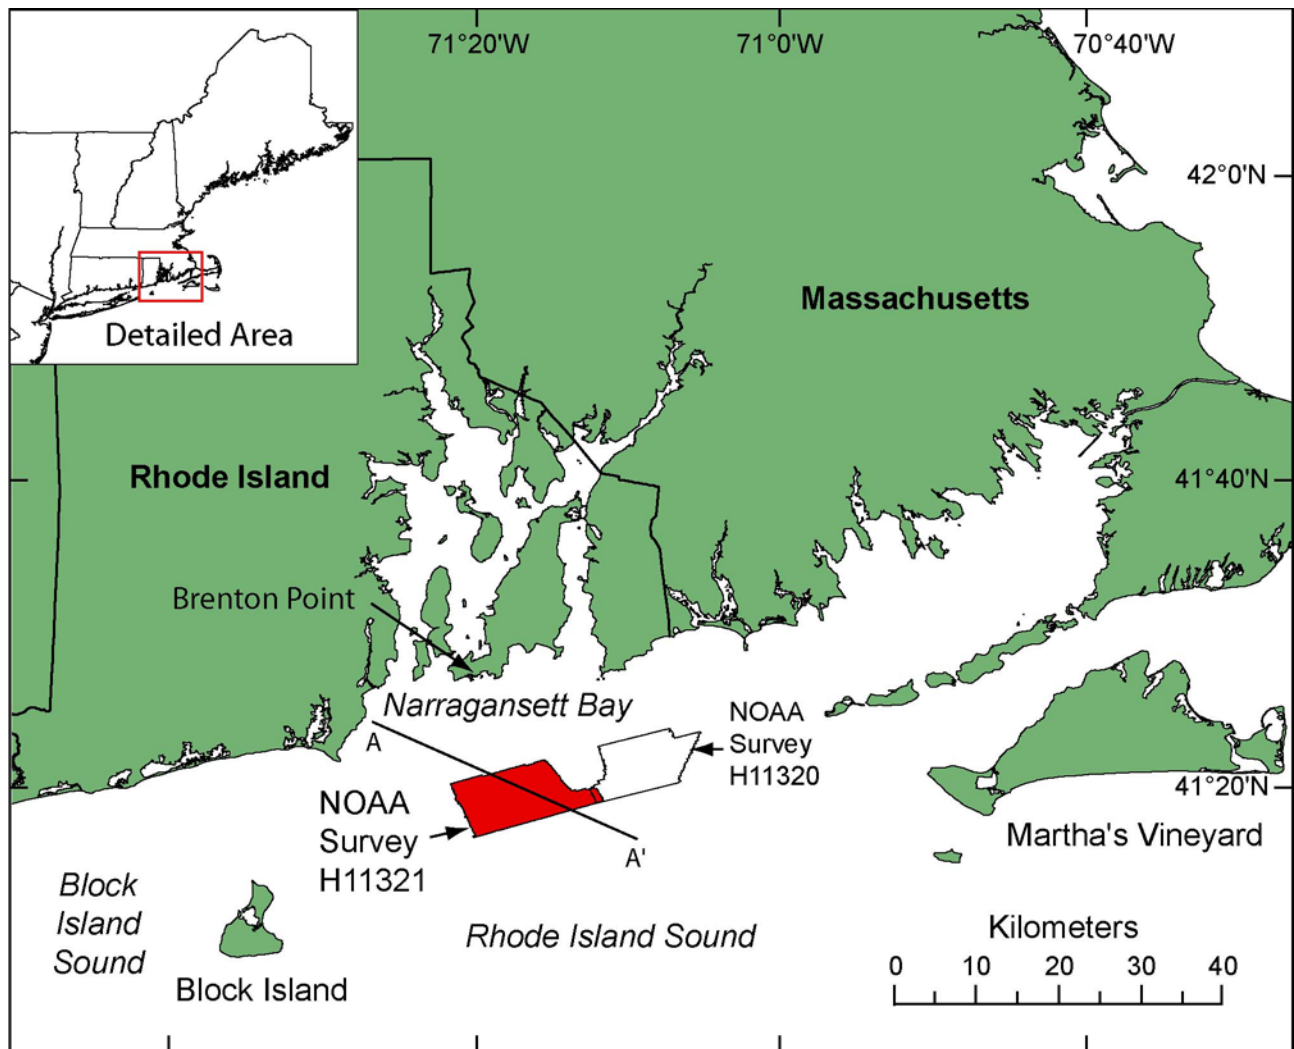 71°20'W
71°0'W
70°40'W
42°0'N
Detailed Area
Massachusetts
Rhode Island
41°40'N
Brenton Point
Narragansett Bay
A
NOAA
Survey
H11320
41°20'N
NOAA
Survey
H11321
A'
Martha's Vineyard
Block
Island
Sound
Rhode Island Sound
Block Island
Kilometers
0 10 20 30 40